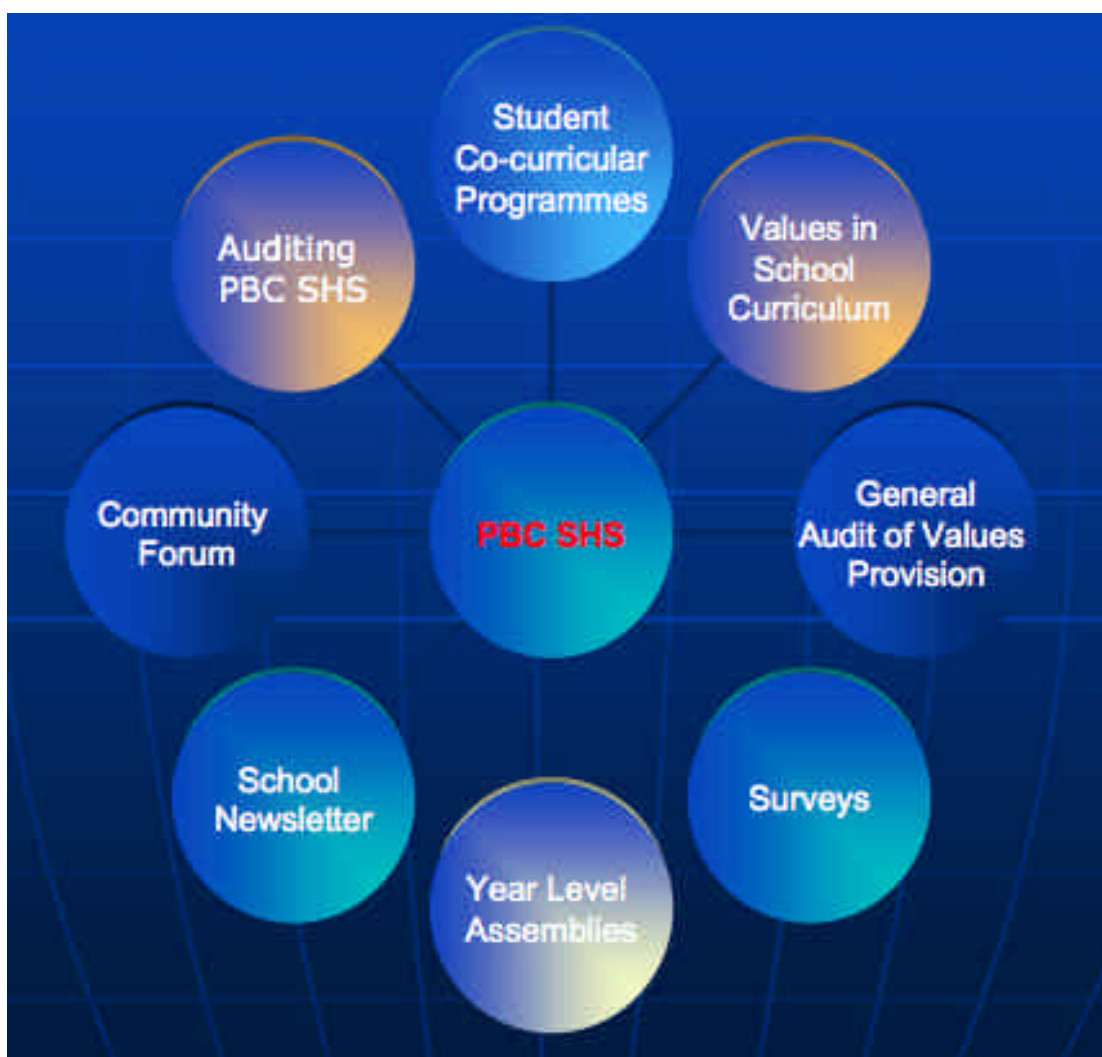 Student
Co-curricular
Programmes
Auditing
PBC SHS
Values in
School
Curriculum
Community
Forum
PBC SHS
General
Audit of Values
Provision
School
Newsletter
Surveys
Year Level
Assemblies